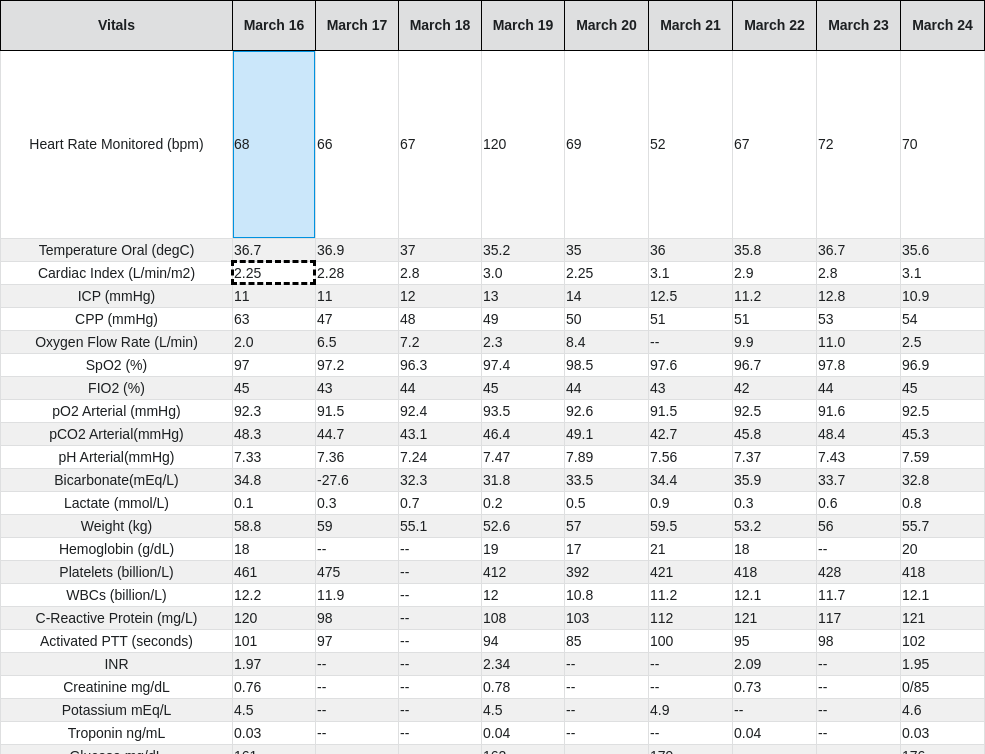 Vitals March 16 March 17 March 18 March 19 March 20 March 21 March 22 March 23 March 24
Heart Rate Monitored (bpm) 68 66 67 120 69 52 67 72 70
Temperature Oral (degC) 36.7 36.9 37 35.2 35 36 35.8 36.7 35.6
Cardiac Index (L/min/m2) 2.25 2.28 2.8 3.0 2.25 3.1 2.9 2.8 3.1
ICP (mmHg) 11 11 12 13 14 12.5 11.2 12.8 10.9
CPP (mmHg) 63 47 48 49 50 51 51 53 54
Oxygen Flow Rate (L/min) 2.0 6.5 7.2 2.3 8.4 -- 9.9 11.0 2.5
SpO2 (%) 97 97.2 96.3 97.4 98.5 97.6 96.7 97.8 96.9
FIO2 (%) 45 43 44 45 44 43 42 44 45
pO2 Arterial (mmHg) 92.3 91.5 92.4 93.5 92.6 91.5 92.5 91.6 92.5
pCO2 Arterial(mmHg) 48.3 44.7 43.1 46.4 49.1 42.7 45.8 48.4 45.3
pH Arterial(mmHg) 7.33 7.36 7.24 7.47 7.89 7.56 7.37 7.43 7.59
Bicarbonate(mEq/L) 34.8 -27.6 32.3 31.8 33.5 34.4 35.9 33.7 32.8
Lactate (mmol/L) 0.1 0.3 0.7 0.2 0.5 0.9 0.3 0.6 0.8
Weight (kg) 58.8 59 55.1 52.6 57 59.5 53.2 56 55.7
Hemoglobin (g/dL) 18 -- -- 19 17 21 18 -- 20
Platelets (billion/L) 461 475 -- 412 392 421 418 428 418
WBCs (billion/L) 12.2 11.9 -- 12 10.8 11.2 12.1 11.7 12.1
C-Reactive Protein (mg/L) 120 98 -- 108 103 112 121 117 121
Activated PTT (seconds) 101 97 -- 94 85 100 95 98 102
INR 1.97 -- -- 2.34 -- -- 2.09 -- 1.95
Creatinine mg/dL 0.76 -- -- 0.78 -- -- 0.73 -- 0/85
Potassium mEq/L 4.5 -- -- 4.5 -- 4.9 -- -- 4.6
Troponin ng/mL 0.03 -- -- 0.04 -- -- 0.04 -- 0.03